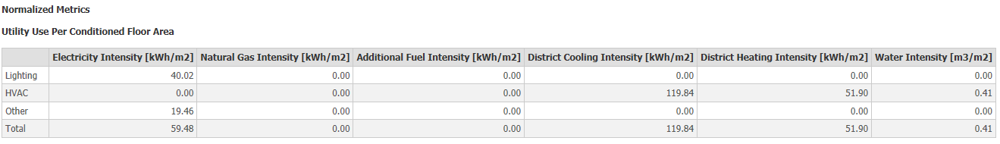 Normalized Metrics
Utility Use Per Conditioned Floor Area
Electricity Intensity [kWh/m2] Natural Gas Intensity [kWh/m2] Additional Fuel Intensity [kWh/m2] District Cooling Intensity [kWh/m2] District Heating Intensity [kWh/m2] Water Intensity [m3/m2]
Lighting 40.02 0.00 0.00 0.00 0.00 0.00
HVAC 0.00 0.00 0.00 119.84 51.90 0.41
Other 19.46 0.00 0.00 0.00 0.00 0.00
Total 59.48 0.00 0.00 119.84 51.90 0.41